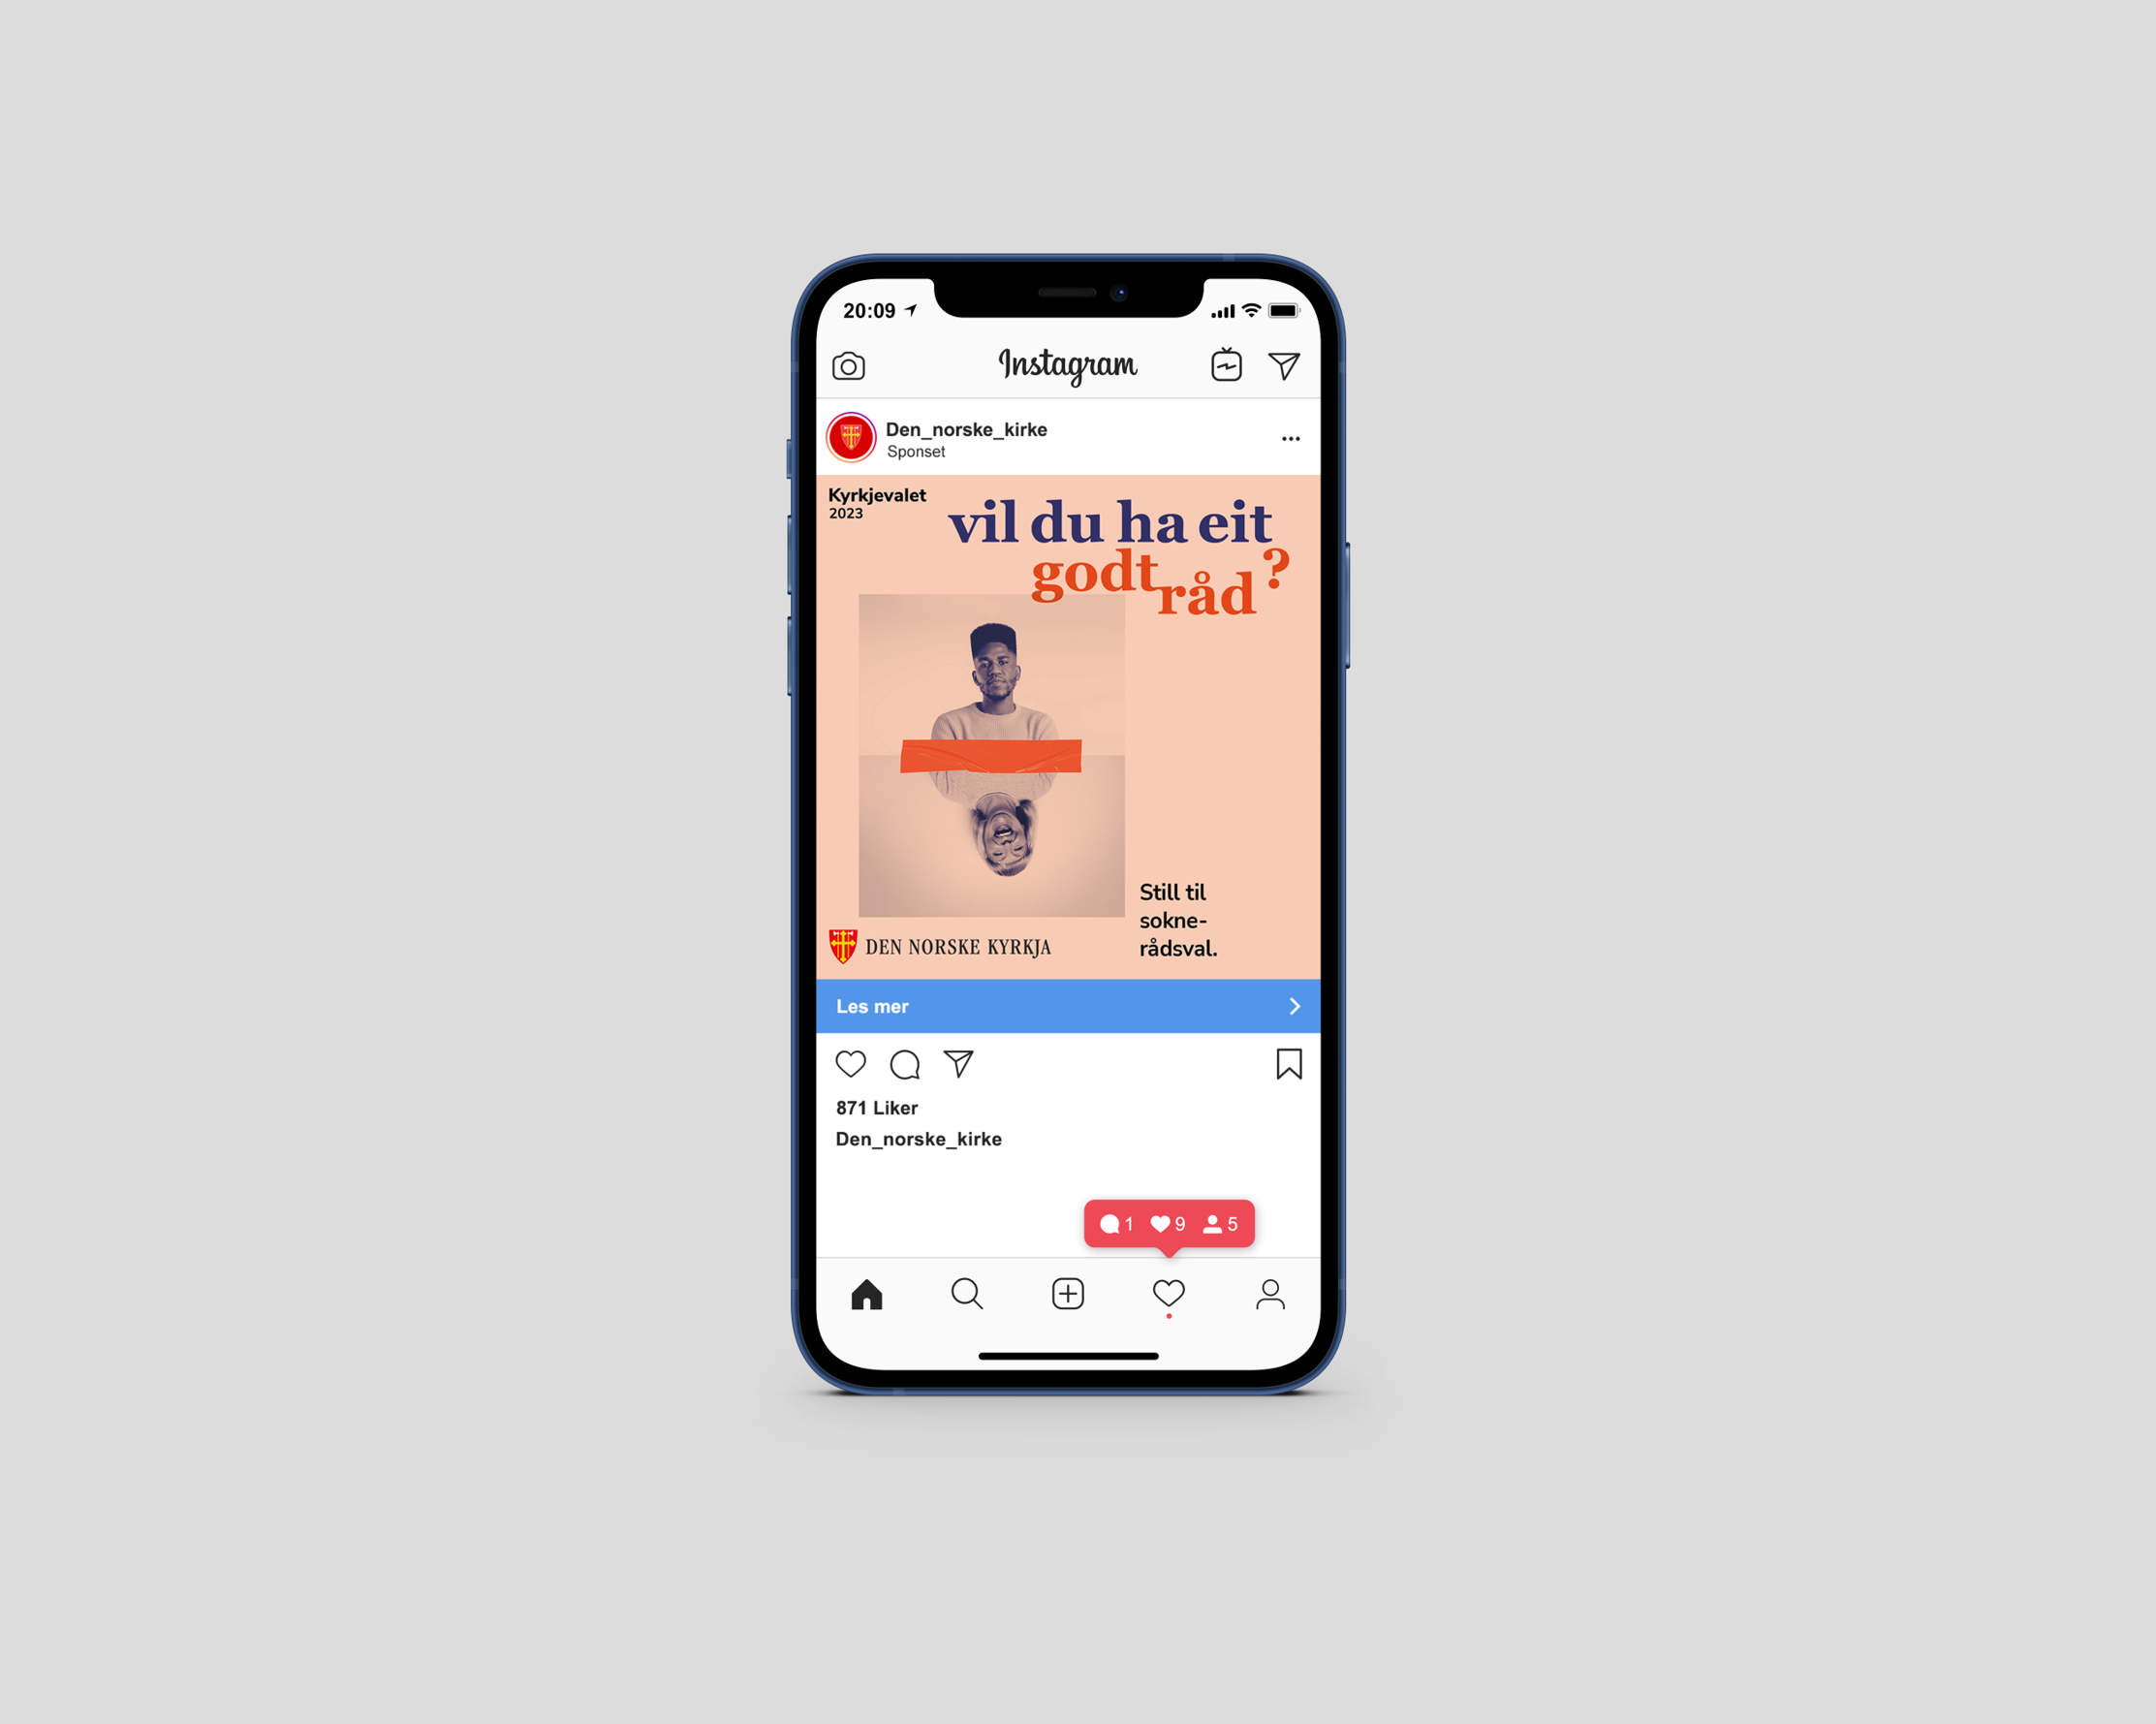 20:09
Instagram
Den_norske_kirke
Sponset
Kyrkjevalet
2023
vil du ha eit
godt råd?
Still til
sokne-
rådsval.
DEN NORSKE KYRKJA
Les mer
871 Liker
Den_norske_kirke
1 9 5